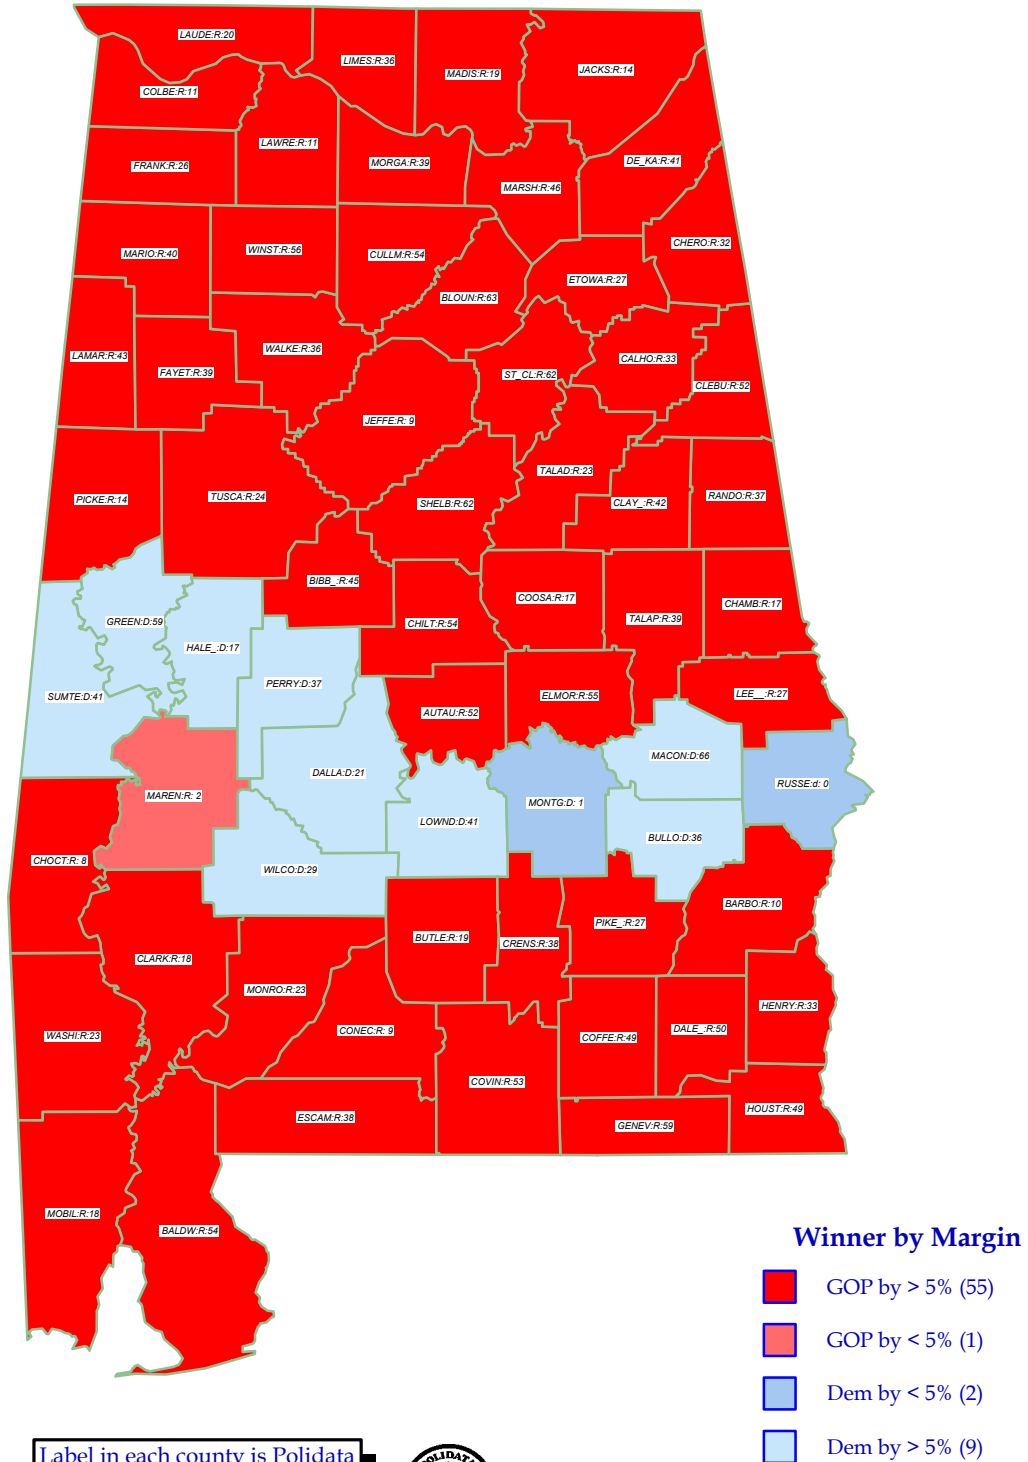 LAUDE:R:20
LIMES:R:36
MADIS:R:19
JACKS:R:14
COLBE:R:11
LAWRE:R:11
FRANK:R:26
MORGA:R:39
DE_KA:R:41
MARSH:R:46
MARIO:R:40
WINST:R:56
CULLM:R:54
CHERO:R:32
ETOWA:R:27
BLOUN:R:63
LAMAR:R:43
WALKE:R:36
FAYET:R:39
ST_CL:R:62
CALHO:R:33
CLEBU:R:52
JEFFE:R: 9
PICKE:R:14
TUSCA:R:24
SHELB:R:62
TALAD:R:23
CLAY_:R:42
RANDO:R:37
BIBB_:R:45
COOSA:R:17
CHAMB:R:17
GREEN:D:59
CHILT:R:54
TALAP:R:39
HALE_:D:17
SUMTE:D:41
PERRY:D:37
AUTAU:R:52
ELMOR:R:55
LEE__:R:27
MACON:D:66
DALLA:D:21
RUSSE:d: 0
MAREN:R: 2
MONTG:D: 1
LOWND:D:41
BULLO:D:36
CHOCT:R: 8
WILCO:D:29
BARBO:R:10
PIKE_:R:27
BUTLE:R:19
CRENS:R:38
CLARK:R:18
MONRO:R:23
HENRY:R:33
WASHI:R:23
CONEC:R: 9
COFFE:R:49
DALE_:R:50
COVIN:R:53
ESCAM:R:38
GENEV:R:59
HOUST:R:49
MOBIL:R:18
BALDW:R:54
Winner by Margin
GOP by > 5% (55)
GOP by < 5% (1)
Dem by < 5% (2)
Dem by > 5% (9)
Label in each county is Polidata
POLIDATA